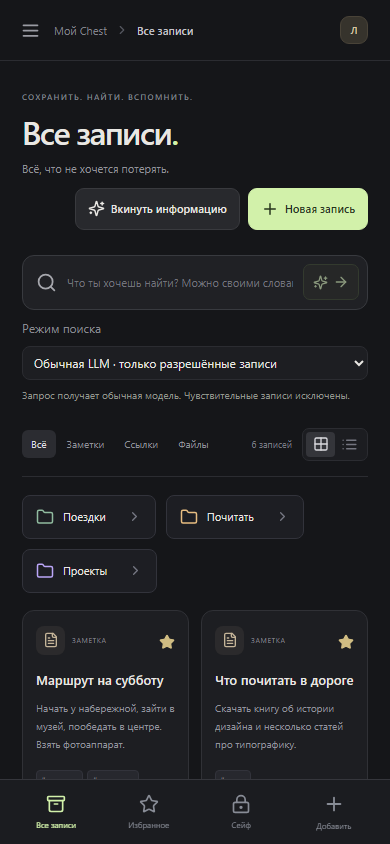 Мой Chest > Все записи
Л
СОХРАНИТЬ. НАЙТИ. ВСПОМНИТЬ.
Все записи.
Всё, что не хочется потерять.
Вкинуть информацию
Новая запись
Что ты хочешь найти? Можно своими слова
Режим поиска
Обычная LLM · только разрешённые записи
Запрос получает обычная модель. Чувствительные записи исключены.
Всё Заметки Ссылки Файлы 6 записей
Поездки
Почитать
Проекты
ЗАМЕТКА
Маршрут на субботу
Начать у набережной, зайти в
музей, пообедать в центре.
Взять фотоаппарат.
ЗАМЕТКА
Что почитать в дороге
Скачать книгу об истории
дизайна и несколько статей
про типографику.
Все записи
Избранное
Сейф
Добавить